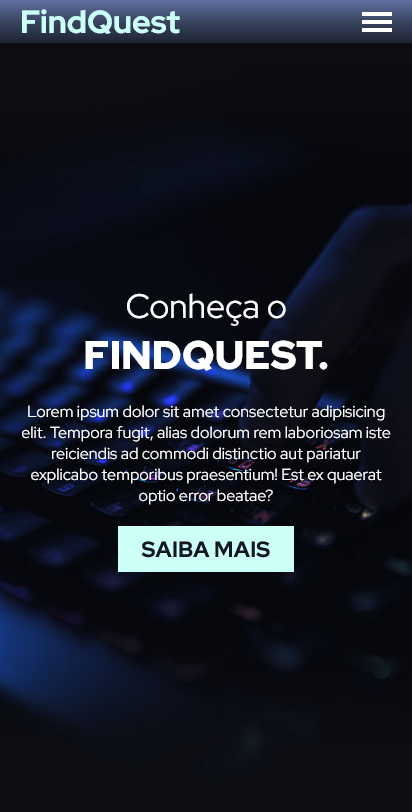 FindQuest
Conheça o
FINDQUEST.
Lorem ipsum dolor sit amet consectetur adipisicing
elit. Tempora fugit, alias dolorum rem laboriosam iste
reiciendis ad commodi distinctio aut pariatur
explicabo temporibus praesentium! Est ex quaerat
optio error beatae?
SAIBA MAIS